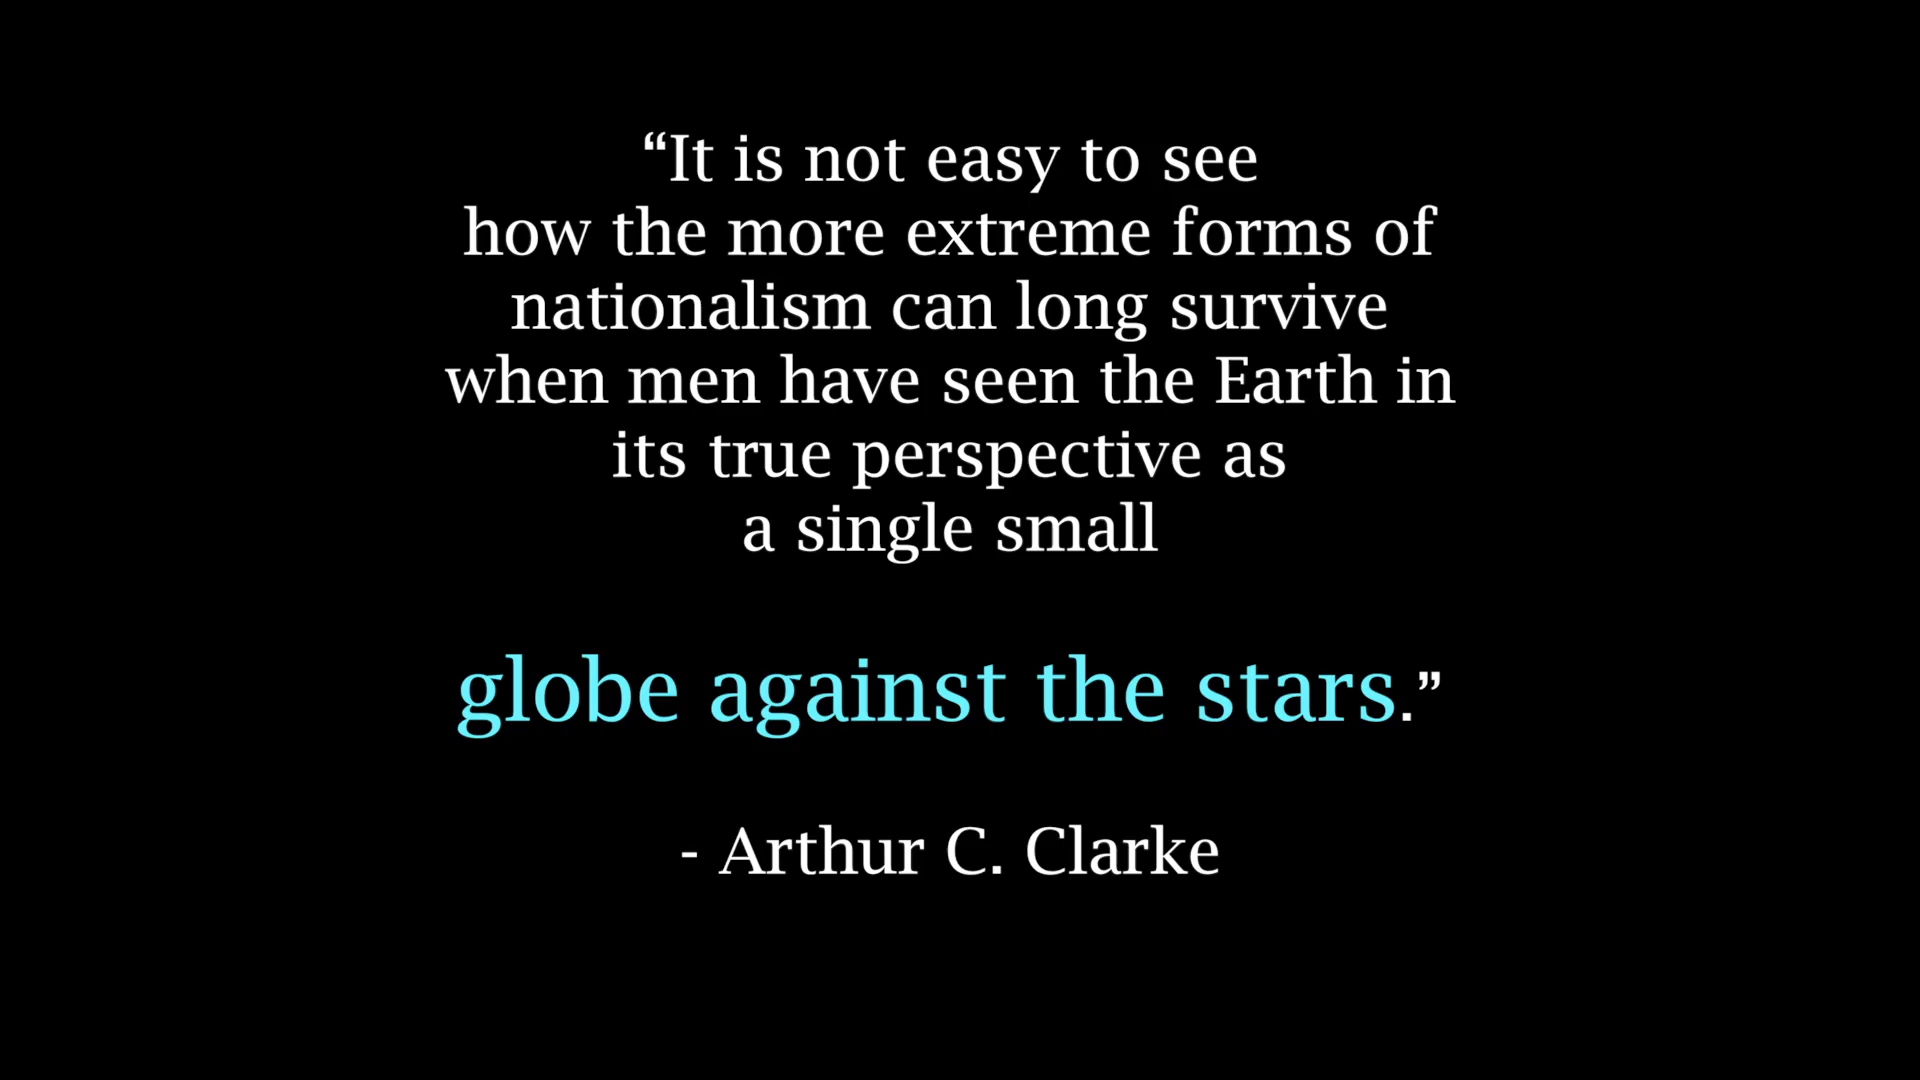 “It is not easy to see
how the more extreme forms of
nationalism can long survive
when men have seen the Earth in
its true perspective as
a single small
globe against the stars.”
- Arthur C. Clarke